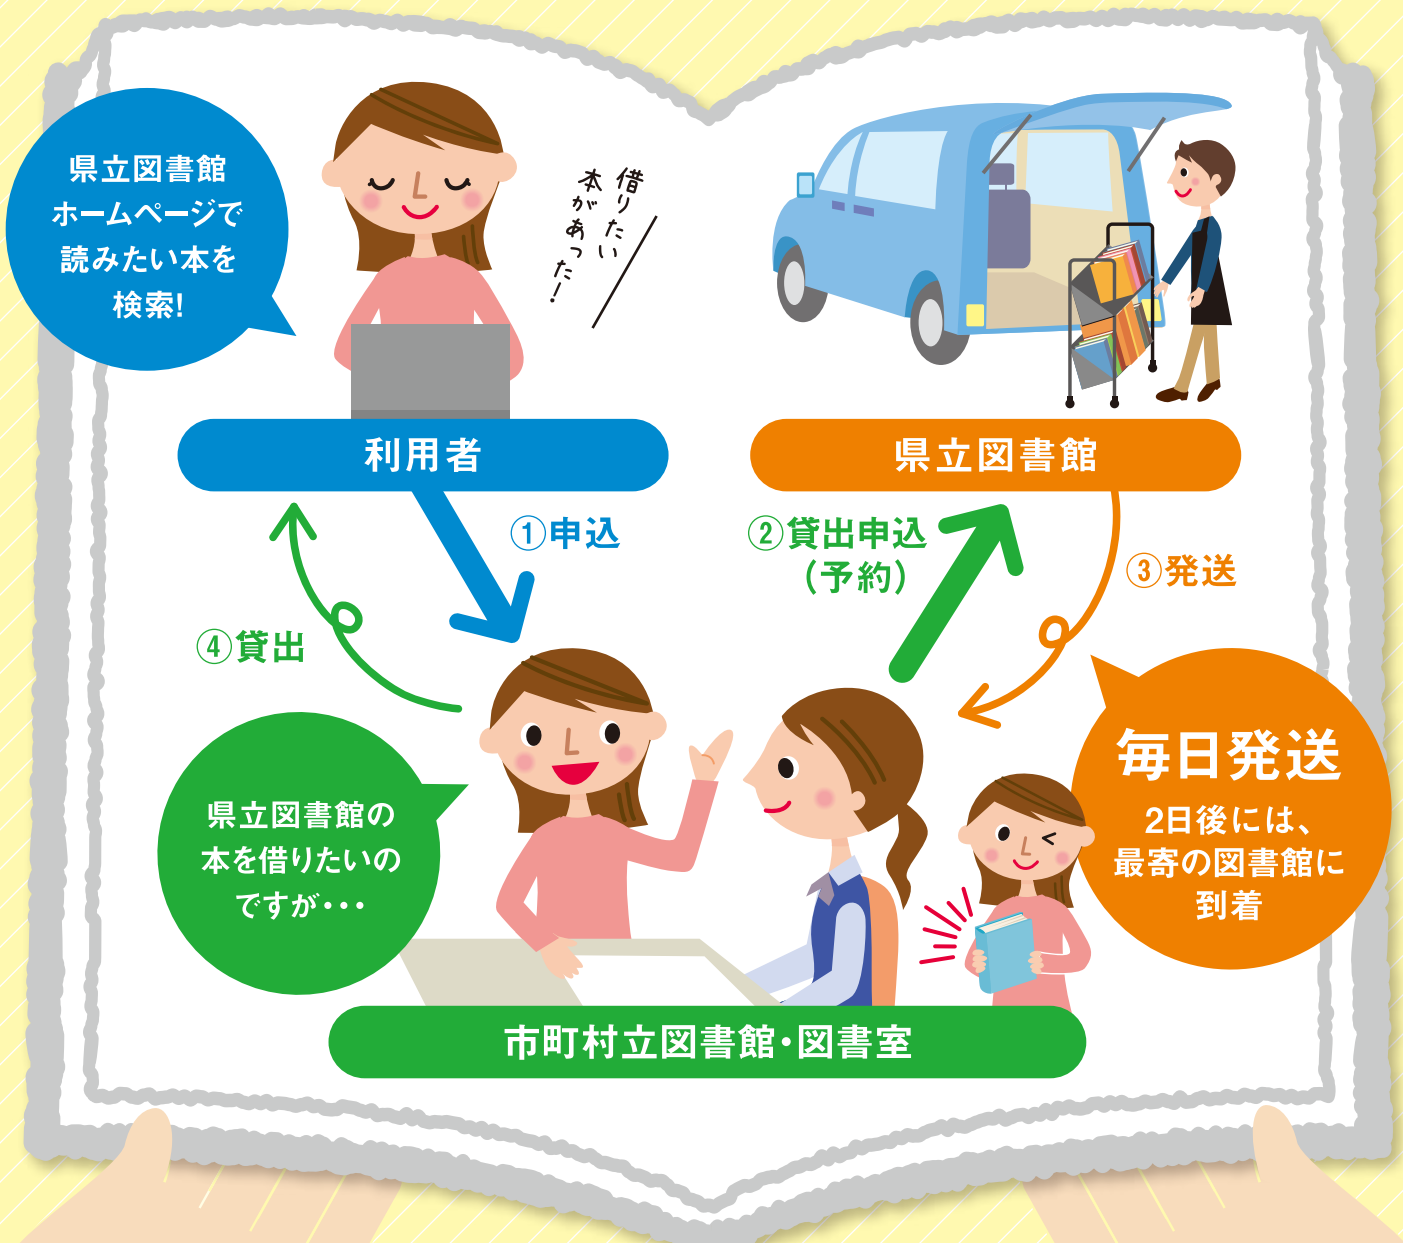 県立図書館
ホームページで
読みたい本を
検索!
借りたい
本があった!
利用者
県立図書館
①申込
②貸出申込
(予約)
③発送
④貸出
県立図書館の
本を借りたいの
ですが・・・
毎日発送
2日後には、
最寄の図書館に
到着
市町村立図書館・図書室